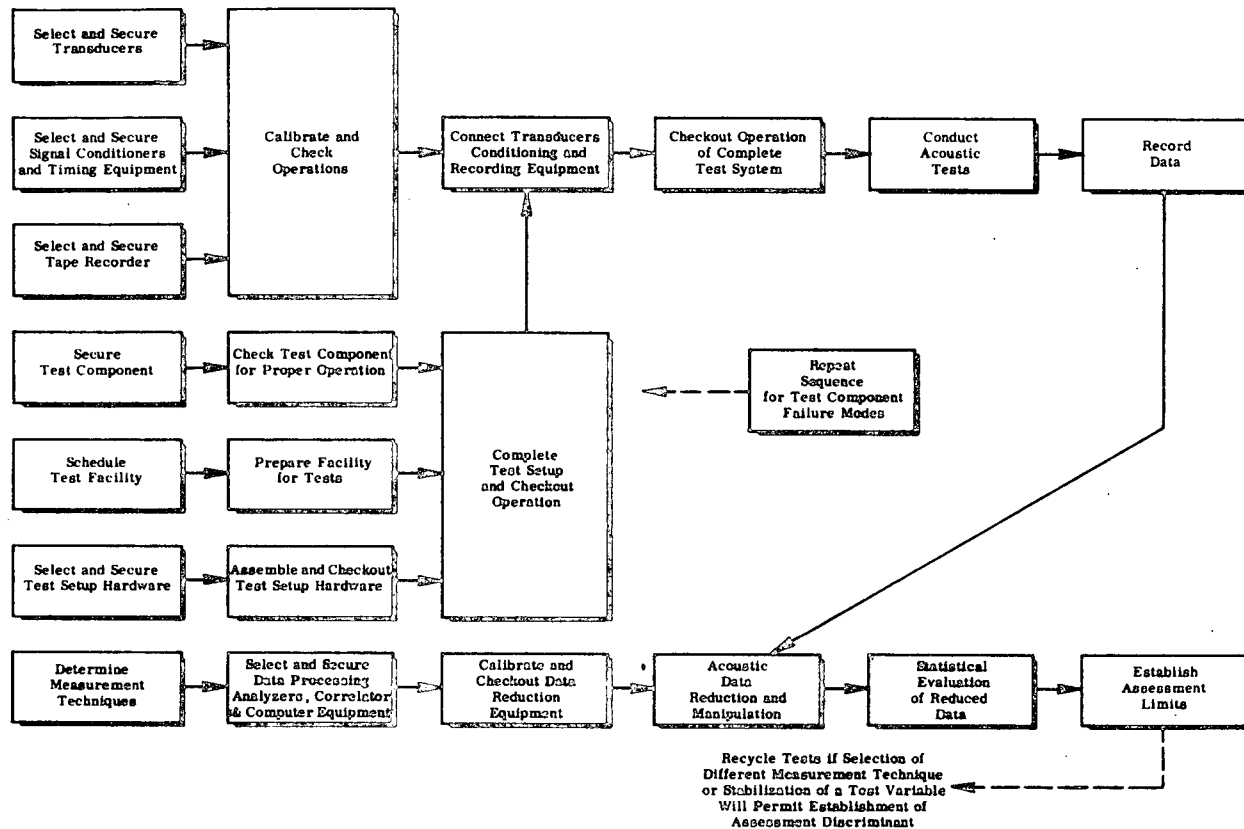 Select and Secure
Transducers
Select and Secure
Signal Conditioners
and Timing Equipment
Select and Secure
Tape Recorder
Calibrate and
Check
Operations
Connect Transducers
Conditioning and
Recording Equipment
Checkout Operation
of Complete
Test System
Conduct
Acoustic
Tests
Record
Data
Secure
Test Component
Check Test Component
for Proper Operation
Schedule
Test Facility
Prepare Facility
for Tests
Select and Secure
Test Setup Hardware
Assemble and Checkout
Test Setup Hardware
Complete
Test Setup
and Checkout
Operation
Repeat
Sequence
for Test Component
Failure Modes
Determine
Measurement
Techniques
Select and Secure
Data Processing
Analyzers, Correlator
& Computer Equipment
Calibrate and
Checkout Data
Reduction
Equipment
Acoustic
Data
Reduction and
Manipulation
Statistical
Evaluation
of Reduced
Data
Establish
Assessment
Limits
Recycle Tests if Selection of
Different Measurement Technique
or Stabilization of a Test Variable
Will Permit Establishment of
Assessment Discriminant